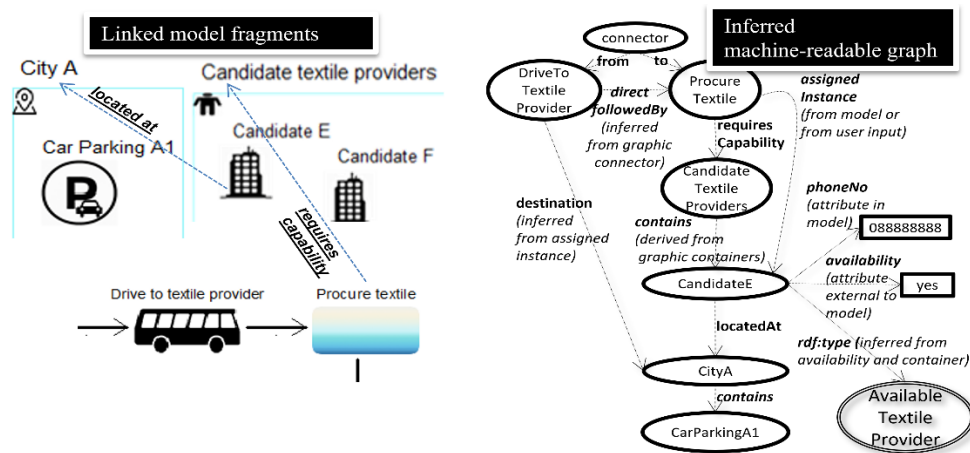 Linked model fragments
City A
Candidate textile providers
located at
Car Parking A1
P
Candidate E
Candidate F
requires
capability
Drive to textile provider
Procure textile
Inferred
machine-readable graph
connector
from
to
DriveTo
Textile
Provider
direct
followedBy
(inferred
from graphic
connector)
Procure
Textile
assigned
Instance
(from model or
from user input)
requires
Capability
Candidate
Textile
Providers
destination
(inferred
from assigned
instance)
contains
(derived from
graphic containers)
phoneNo
(attribute in
model)
088888888
availability
(attribute
external to
model)
yes
CandidateE
locatedAt
rdf:type (inferred from
availability and container)
CityA
contains
CarParkingA1
Available
Textile
Provider